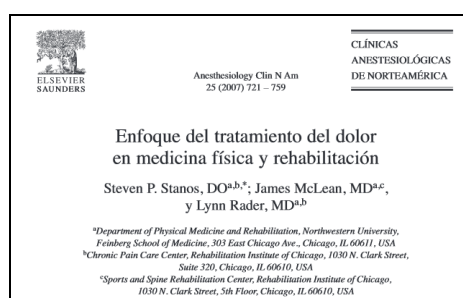 ELSEVIER
SAUNDERS
Anesthesiology Clin N Am
25 (2007) 721 – 759
CLÍNICAS
ANESTESIOLÓGICAS
DE NORTEAMÉRICA
Enfoque del tratamiento del dolor
en medicina física y rehabilitación
Steven P. Stanos, DOa,b,*; James McLean, MDa,c,
y Lynn Rader, MDa,b
aDepartment of Physical Medicine and Rehabilitation, Northwestern University,
Feinberg School of Medicine, 303 East Chicago Ave., Chicago, IL 60611, USA
bChronic Pain Care Center, Rehabilitation Institute of Chicago, 1030 N. Clark Street,
Suite 320, Chicago, IL 60610, USA
cSports and Spine Rehabilitation Center, Rehabilitation Institute of Chicago,
1030 N. Clark Street, 5th Floor, Chicago, IL 60610, USA